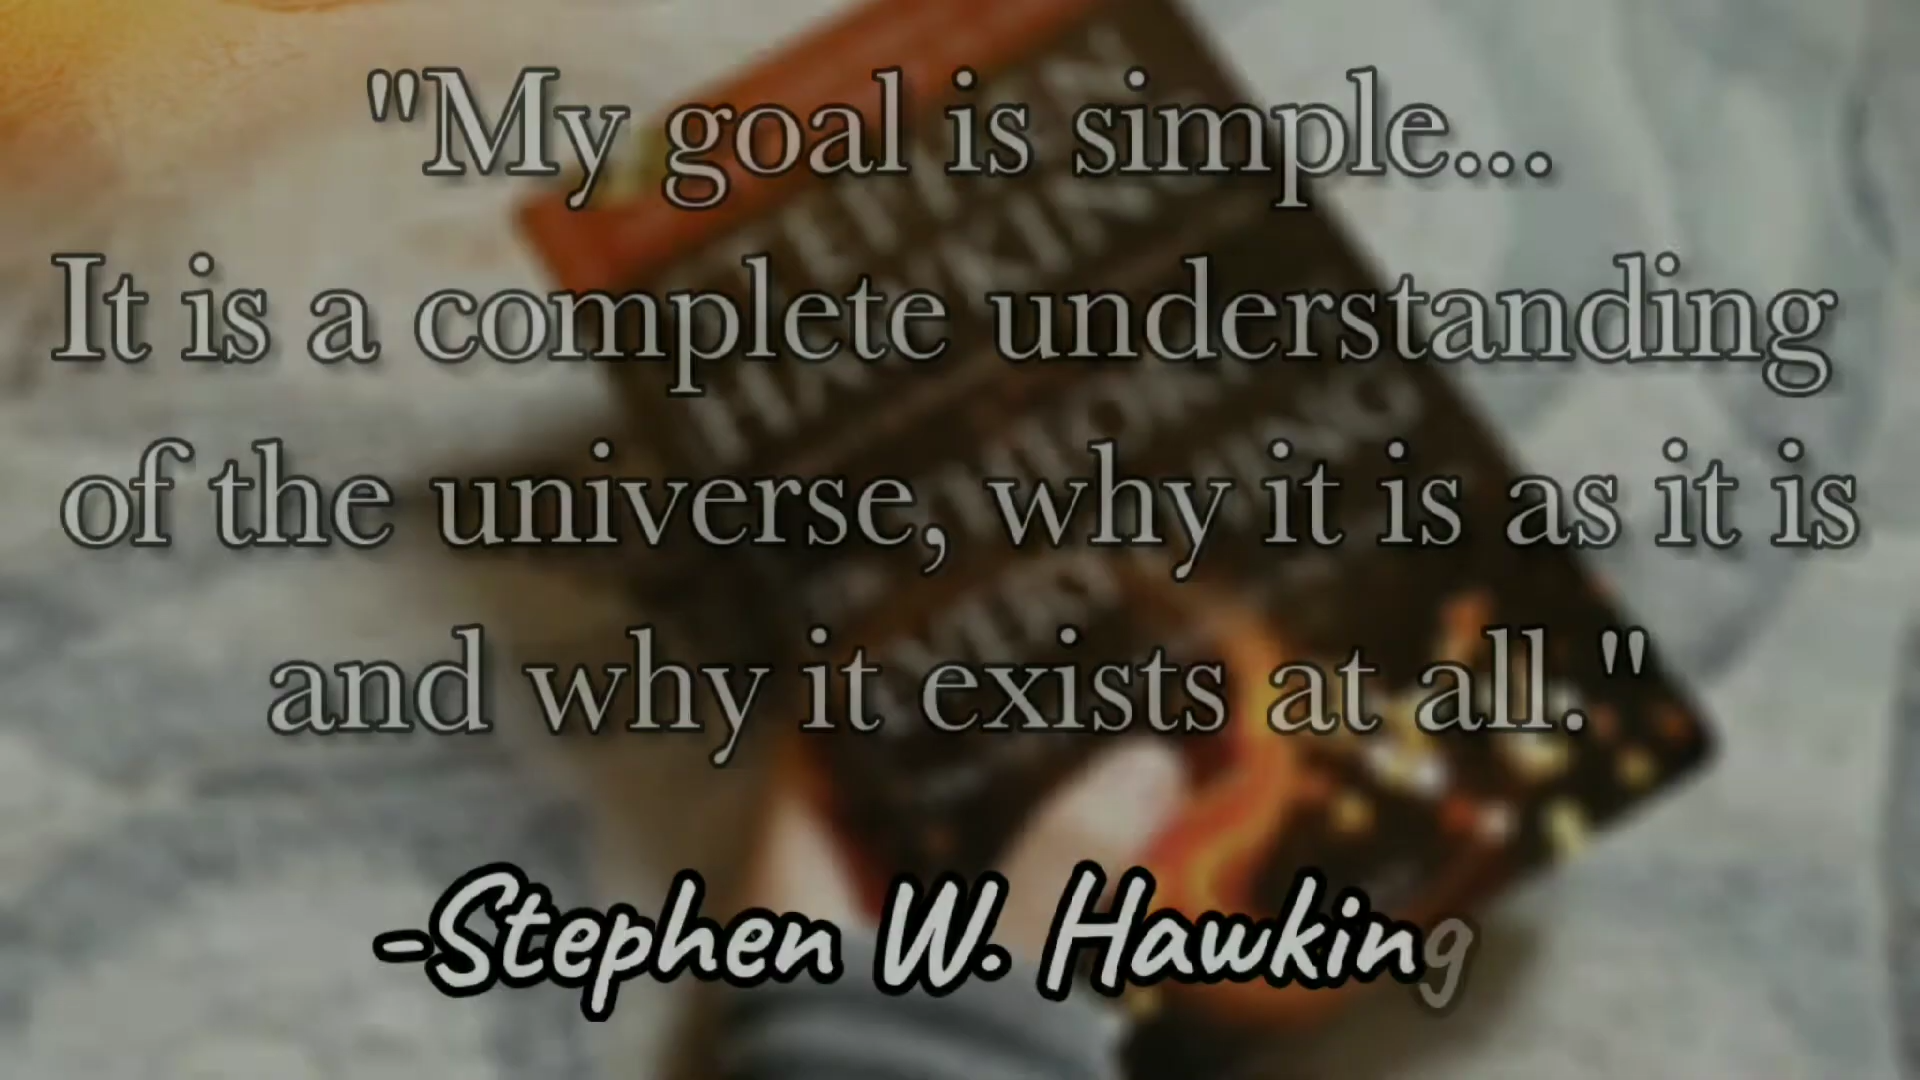 "My goal is simple...
It is a complete understanding
of the universe, why it is as it is
and why it exists at all."
-Stephen W. Hawking